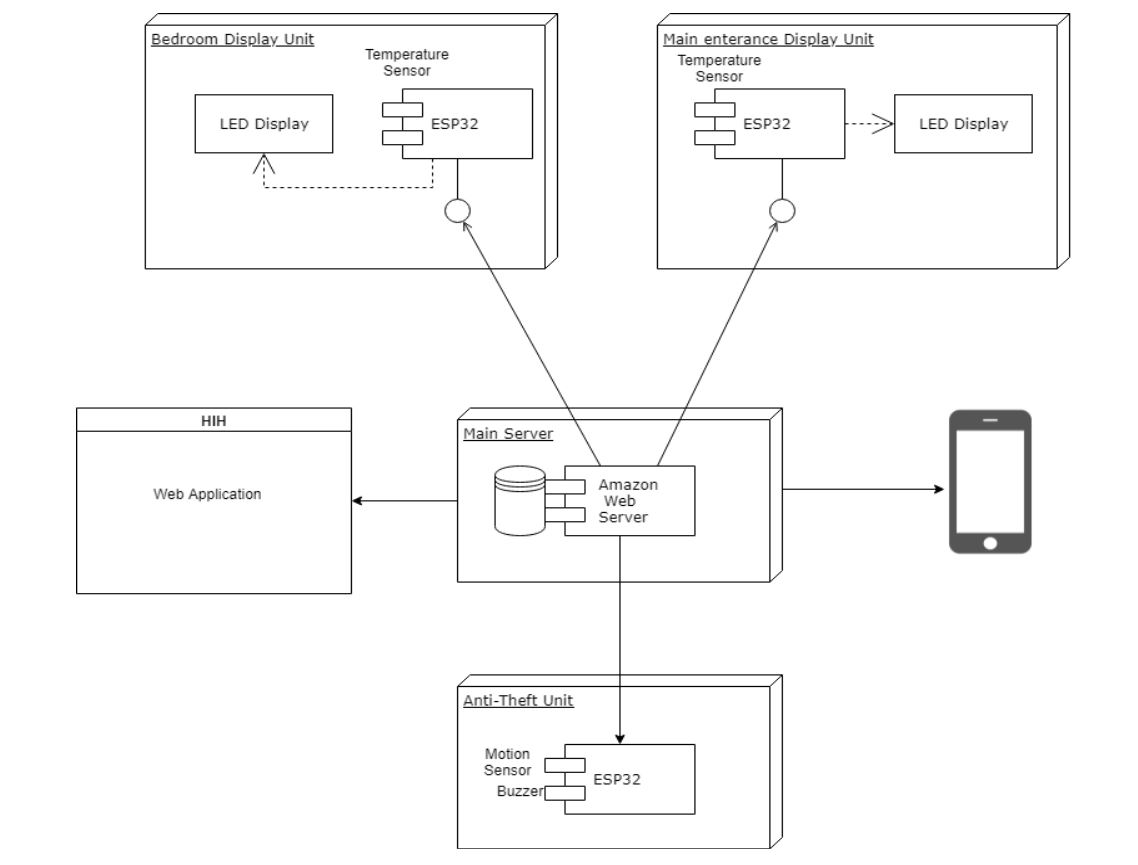 Bedroom Display Unit
Temperature
Sensor
LED Display
ESP32
Main enterance Display Unit
Temperature
Sensor
ESP32
LED Display
HIH
Web Application
Main Server
Amazon
Web
Server
Anti-Theft Unit
Motion
Sensor
Buzzer
ESP32